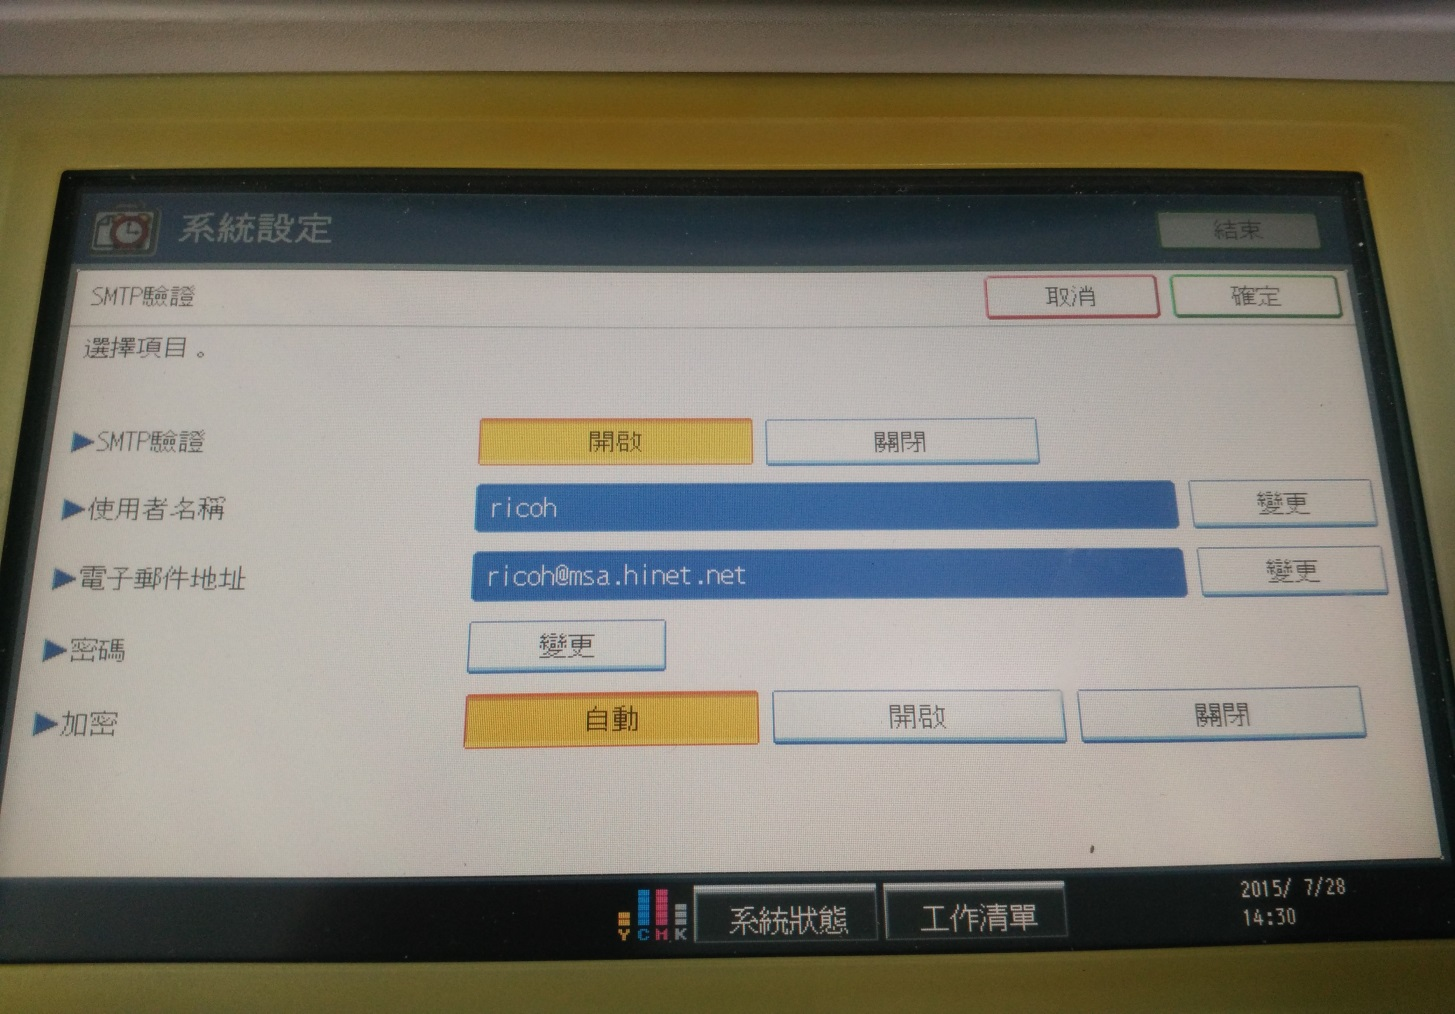 系統設定 結束
SMTP驗證 取消 確定
選擇項目。
▶SMTP驗證 開啟 關閉
▶使用者名稱 ricoh 變更
▶電子郵件地址 ricoh@msa.hinet.net 變更
▶密碼 變更
▶加密 自動 開啟 關閉
Y C M K 系統狀態 工作清單 2015/ 7/28
14:30